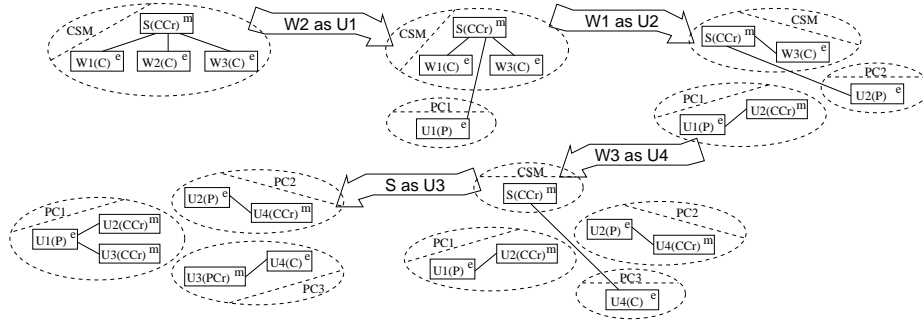 CSM
S(CCr) m
W1(C) e
W2(C) e
W3(C) e
W2 as U1
CSM
S(CCr) m
W1(C) e
W3(C) e
PC1
U1(P) e
W1 as U2
CSM
S(CCr) m
W3(C) e
PC2
U2(P) e
PC1
U2(CCr) m
U1(P) e
W3 as U4
CSM
S(CCr) m
PC1
U2(CCr) m
U1(P) e
PC2
U2(P) e
U4(CCr) m
PC3
U4(C) e
S as U3
PC2
U2(P) e
U4(CCr) m
PC1
U2(CCr) m
U1(P) e
U3(CCr) m
U4(C) e
U3(PCr) m
PC3